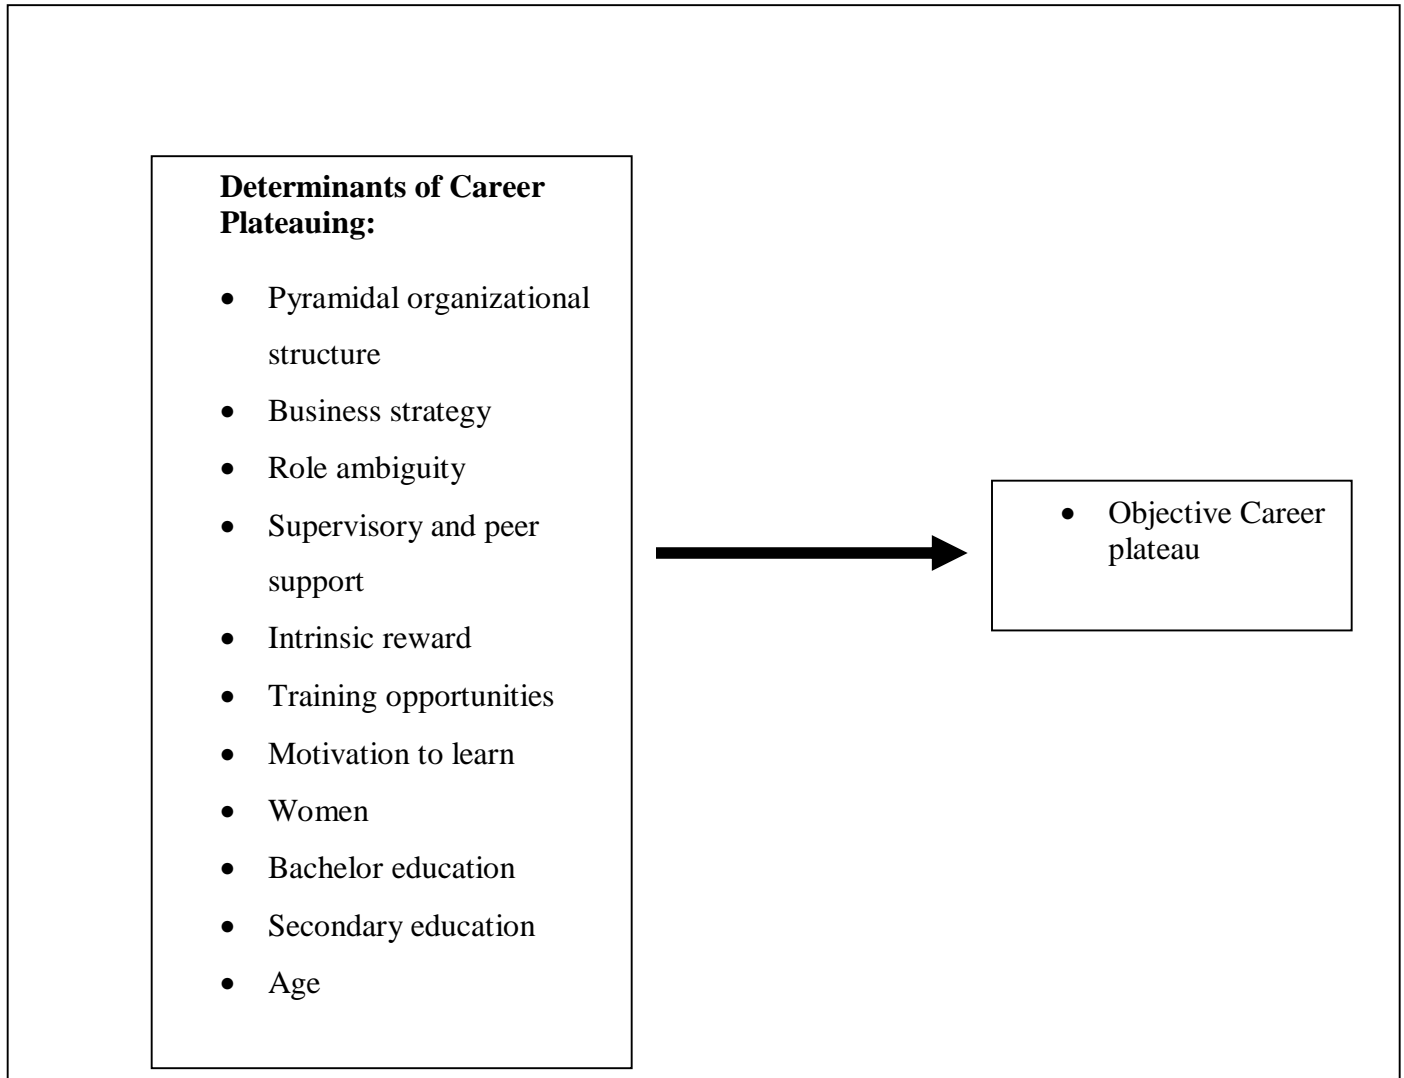 Determinants of Career
Plateauing:
• Pyramidal organizational
structure
• Business strategy
• Role ambiguity
• Supervisory and peer
support
• Intrinsic reward
• Training opportunities
• Motivation to learn
• Women
• Bachelor education
• Secondary education
• Age
• Objective Career
plateau